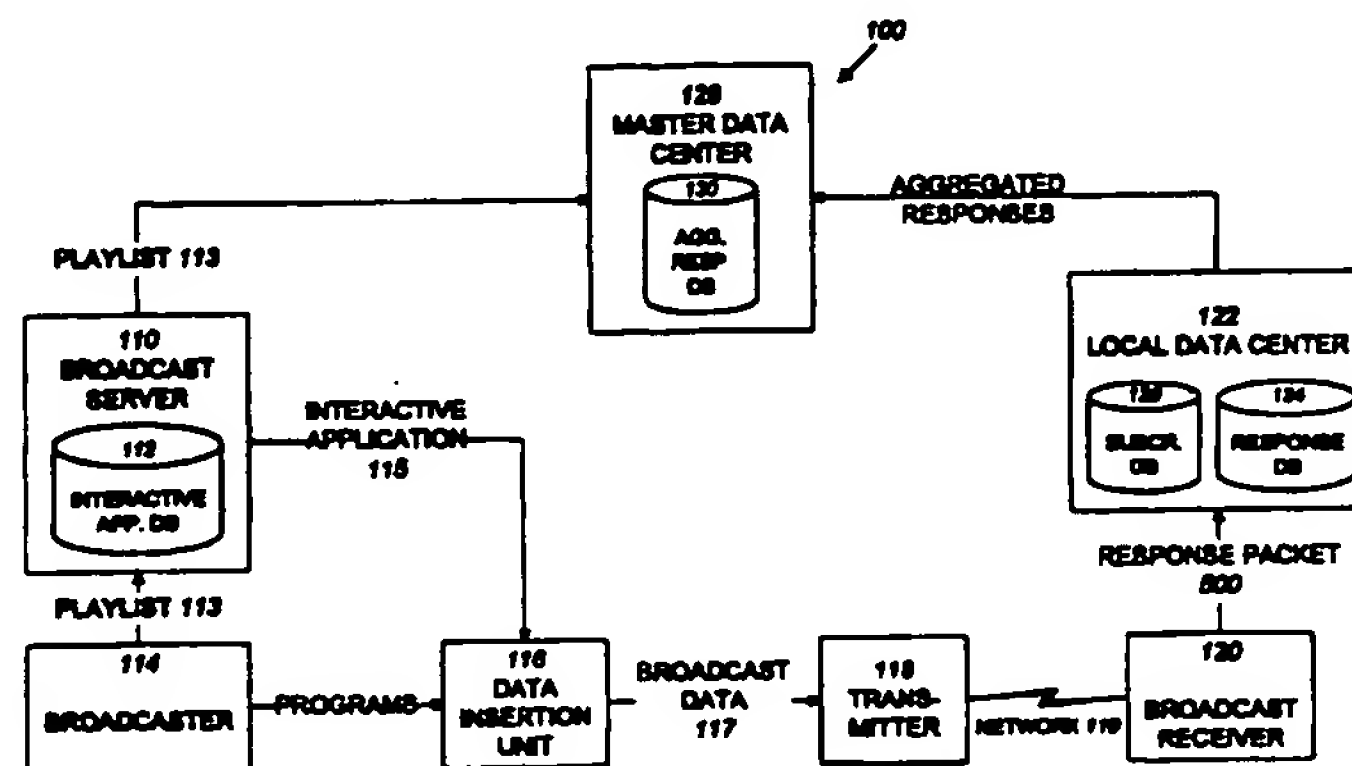 100
MASTER DATA
CENTER
130
AGG.
RESP
DB
AGGREGATED
RESPONSES
PLAYLIST 113
110
BROADCAST
SERVER
112
INTERACTIVE
APP. DB
INTERACTIVE
APPLICATION
115
122
LOCAL DATA CENTER
SUBCR.
DB
RESPONSE
DB
RESPONSE PACKET
PLAYLIST 113
114
BROADCASTER
PROGRAMS
116
DATA
INSERTION
UNIT
BROADCAST
DATA
117
118
TRANS-
MITTER
NETWORK 119
120
BROADCAST
RECEIVER